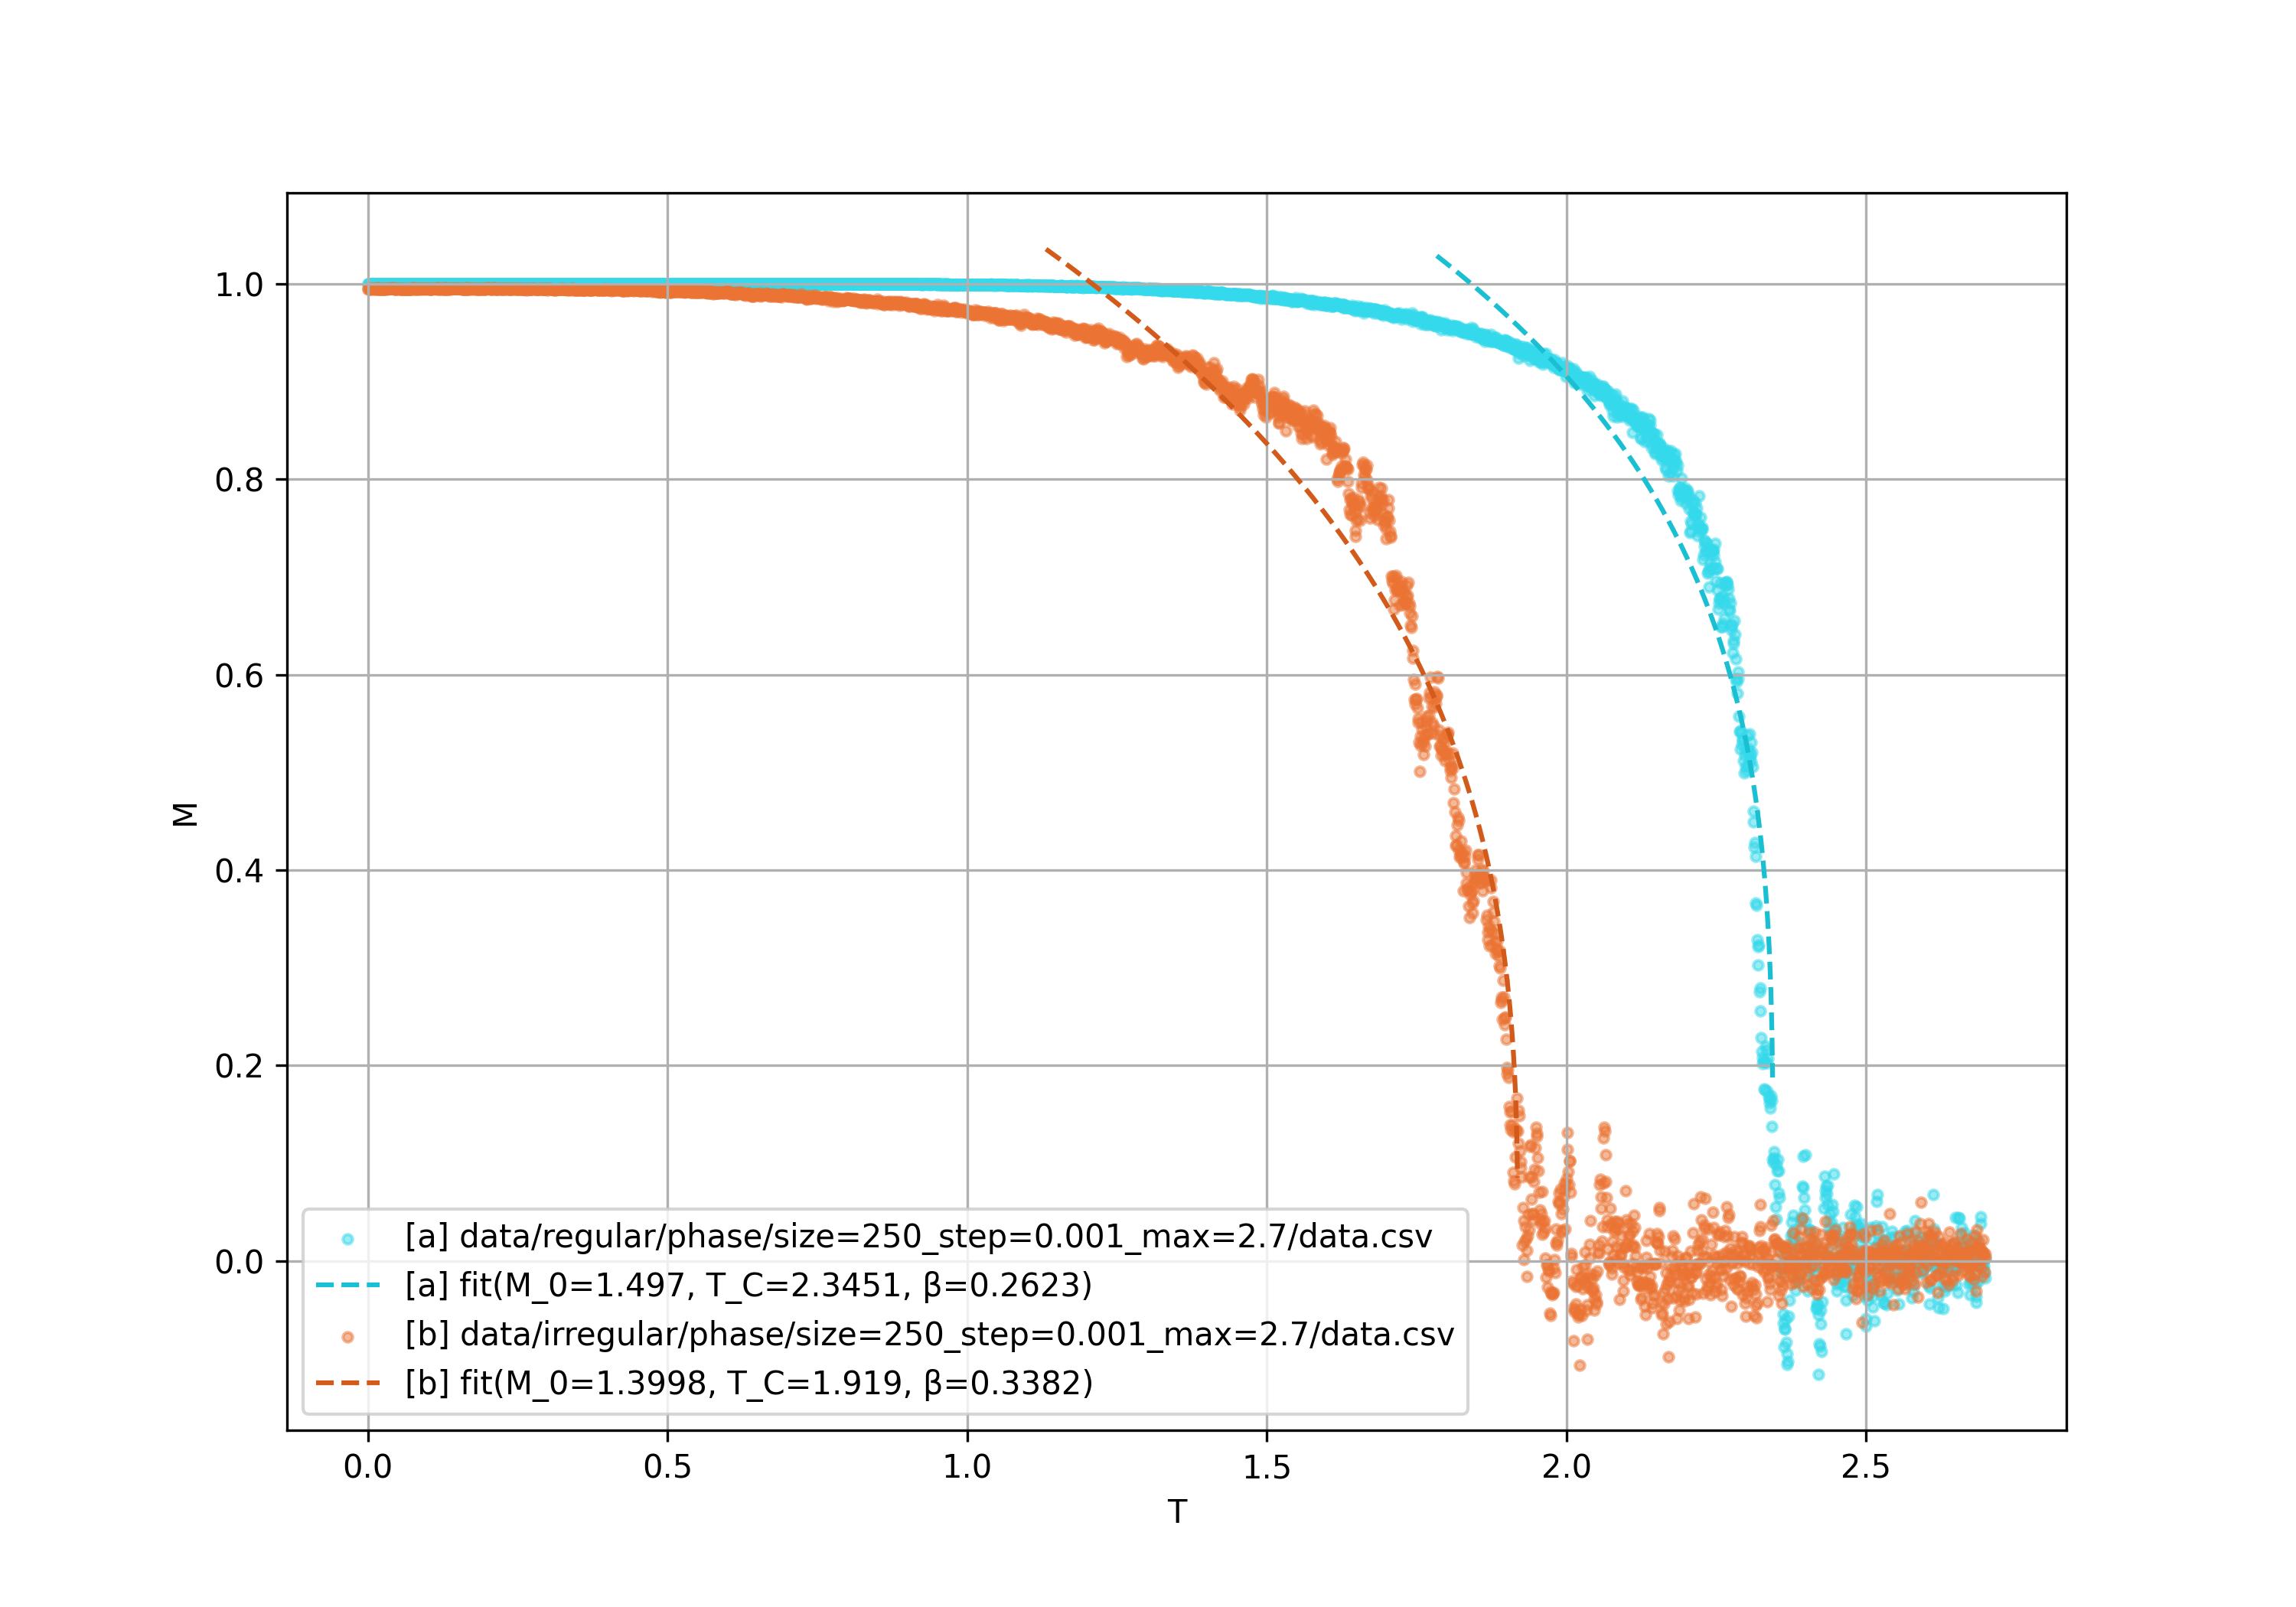 1.0
0.8
0.6
0.4
0.2
0.0
M
[a] data/regular/phase/size=250_step=0.001_max=2.7/data.csv
[a] fit(M_0=1.497, T_C=2.3451, β=0.2623)
[b] data/irregular/phase/size=250_step=0.001_max=2.7/data.csv
[b] fit(M_0=1.3998, T_C=1.919, β=0.3382)
0.0 0.5 1.0 1.5 2.0 2.5
T